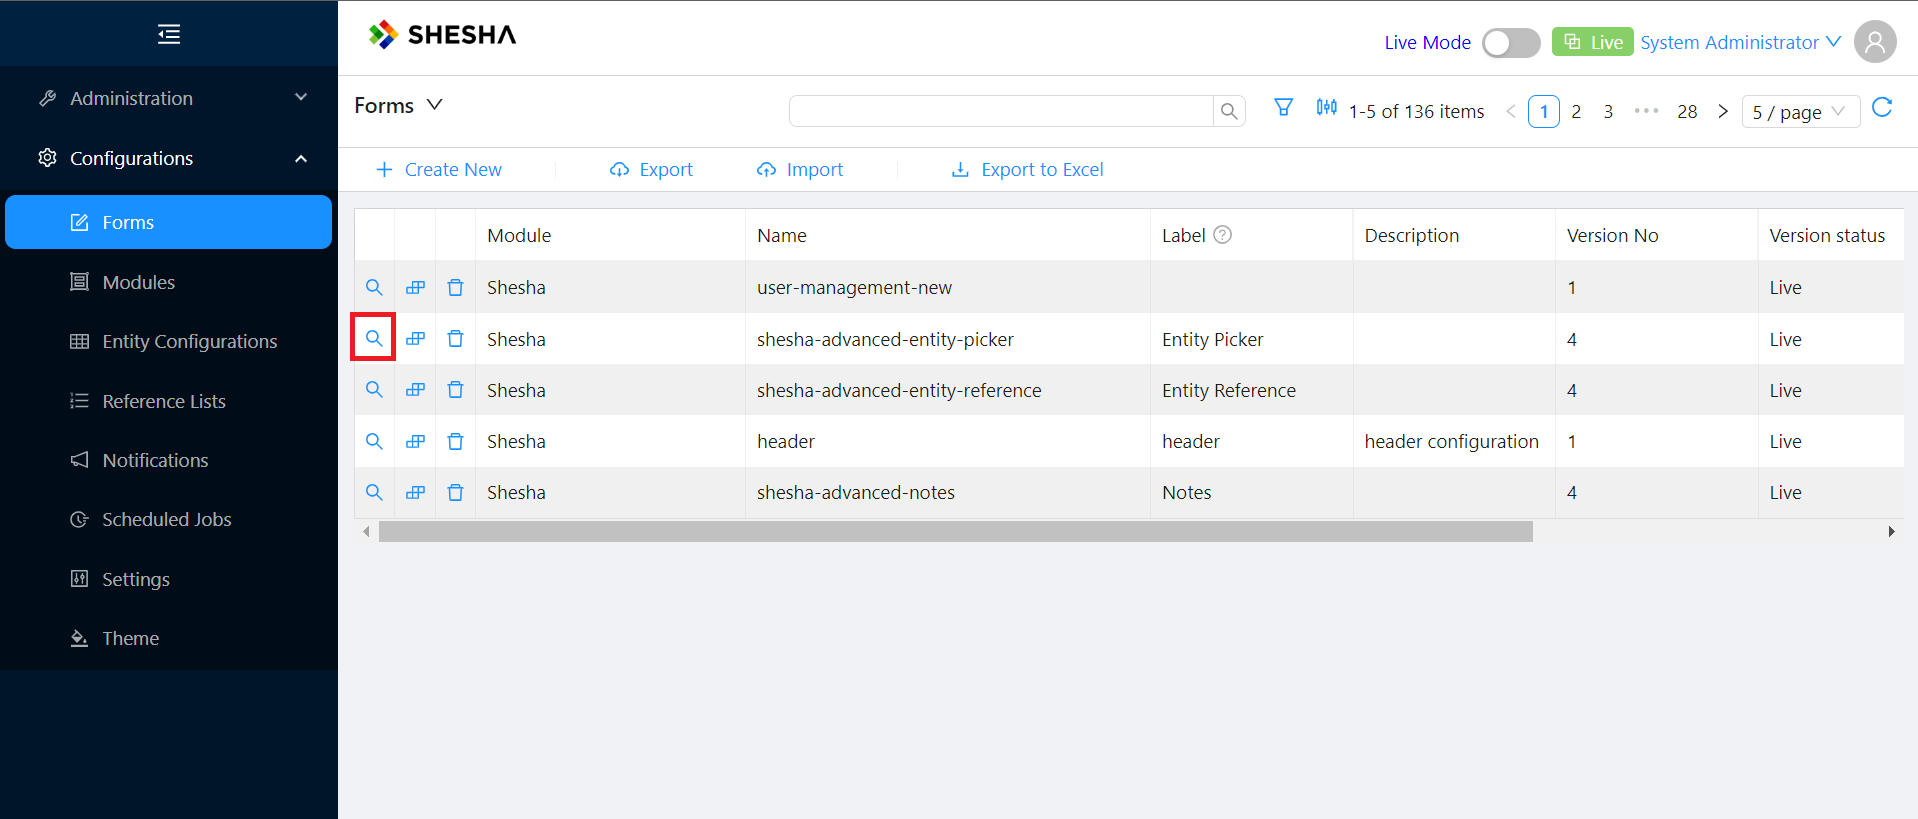 SHESHA
Live Mode
Live
System Administrator
Administration
Configurations
Forms
Modules
Entity Configurations
Reference Lists
Notifications
Scheduled Jobs
Settings
Theme
Forms
1-5 of 136 items
1 2 3 ••• 28
5 / page
Create New
Export
Import
Export to Excel
Module Name Label ? Description Version No Version status
Shesha user-management-new 1 Live
Shesha shesha-advanced-entity-picker Entity Picker 4 Live
Shesha shesha-advanced-entity-reference Entity Reference 4 Live
Shesha header header header configuration 1 Live
Shesha shesha-advanced-notes Notes 4 Live